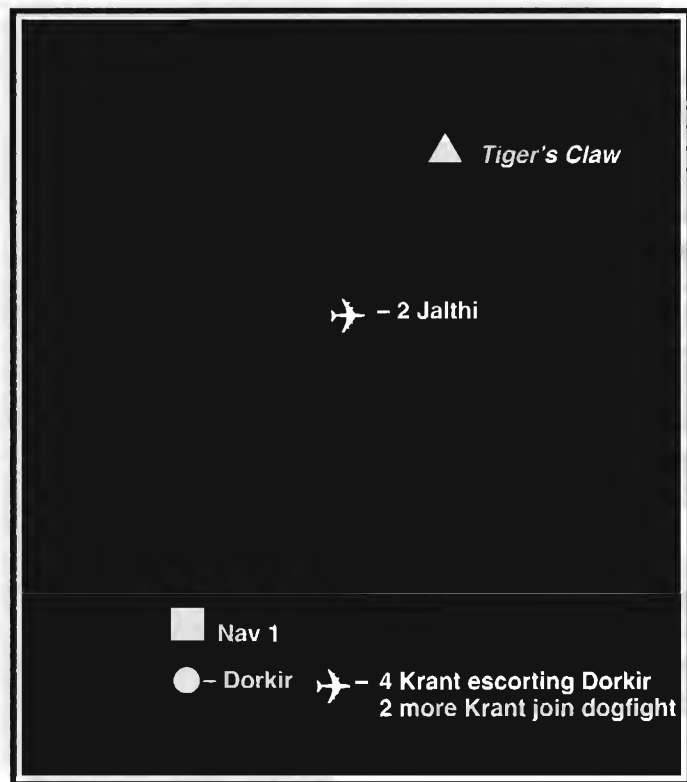 Tiger's Claw
– 2 Jalthi
Nav 1
– Dorkir
– 4 Krant escorting Dorkir
2 more Krant join dogfight